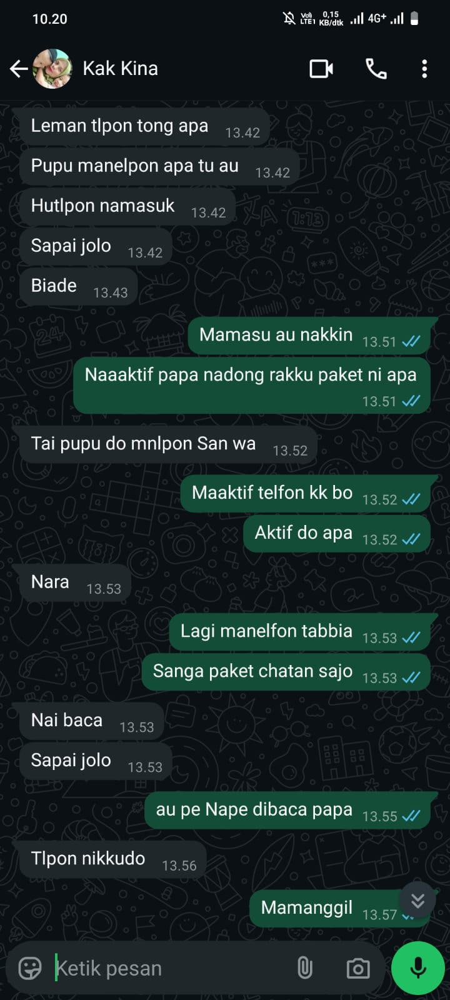 10.20
Vo))
LTE1
0,15
KB/dtk
4G+
Kak Kina
Leman tlpon tong apa 13.42
Pupu manelpon apa tu au 13.42
Hutlpon namasuk 13.42
Sapai jolo 13.42
Biade 13.43
Mamasu au nakkin 13.51
Naaaktif papa nadong rakku paket ni apa
13.51
Tai pupu do mnlpon San wa 13.52
Maaktif telfon kk bo 13.52
Aktif do apa 13.52
Nara 13.53
Lagi manelfon tabbia 13.53
Sanga paket chatan sajo 13.53
Nai baca 13.53
Sapai jolo 13.53
au pe Nape dibaca papa 13.55
Tlpon nikkudo 13.56
Mamanggil 13.57
Ketik pesan